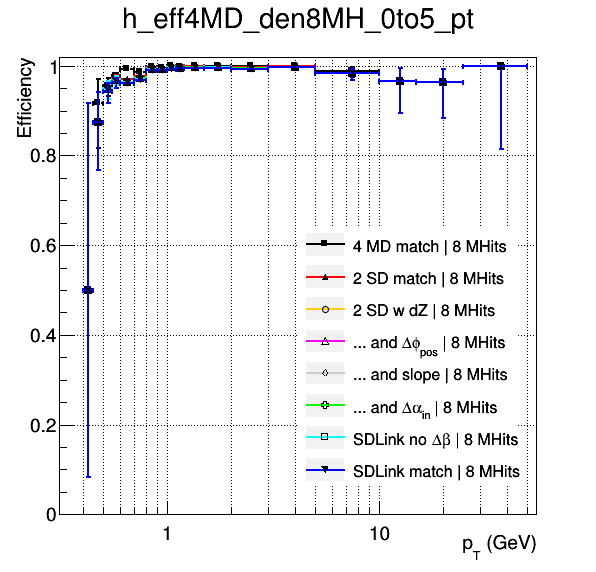 h_eff4MD_den8MH_0to5_pt
Efficiency
1
0.8
0.6
0.4
0.2
0
4 MD match | 8 MHits
2 SD match | 8 MHits
2 SD w dZ | 8 MHits
... and Δϕpos | 8 MHits
... and slope | 8 MHits
... and Δαin | 8 MHits
SDLink no Δβ | 8 MHits
SDLink match | 8 MHits
1 10
pT (GeV)